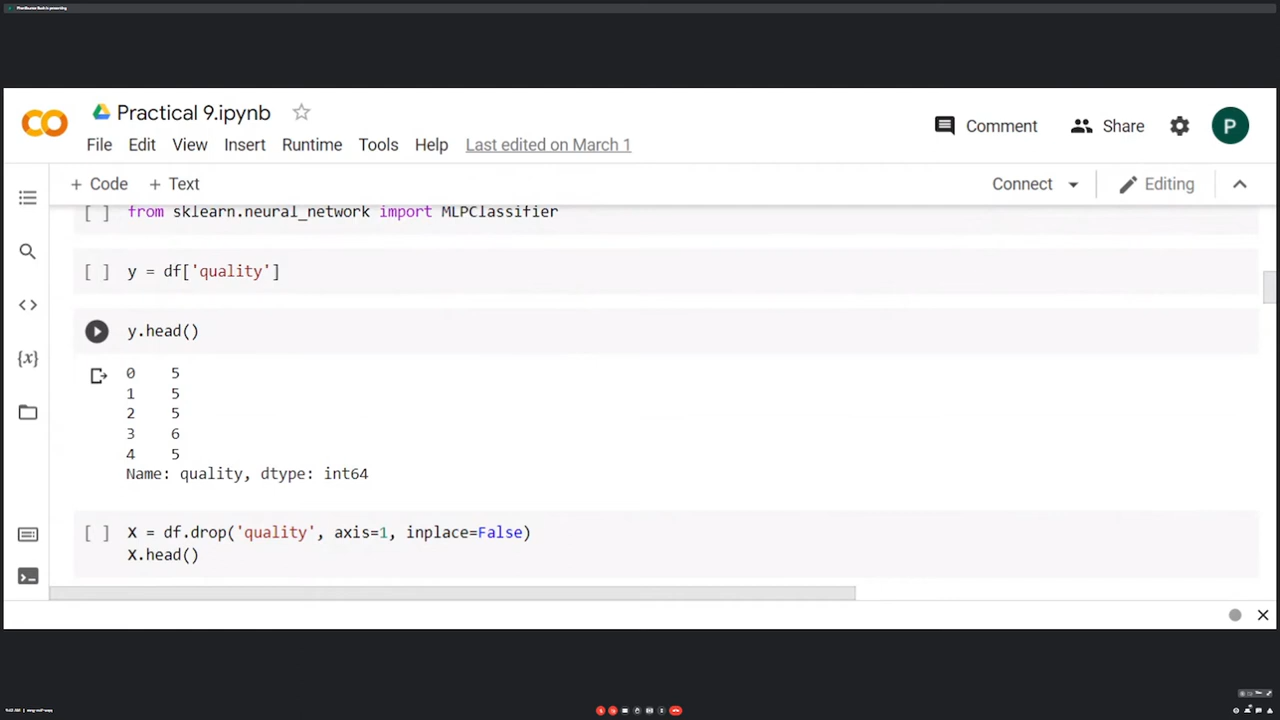 Practical 9.ipynb
Comment
Share
P
File Edit View Insert Runtime Tools Help Last edited on March 1
+ Code + Text
Connect
Editing
[ ] from sklearn.neural_network import MLPClassifier
[ ] y = df['quality']
y.head()
0 5
1 5
2 5
3 6
4 5
Name: quality, dtype: int64
{x}
[ ] X = df.drop('quality', axis=1, inplace=False)
X.head()